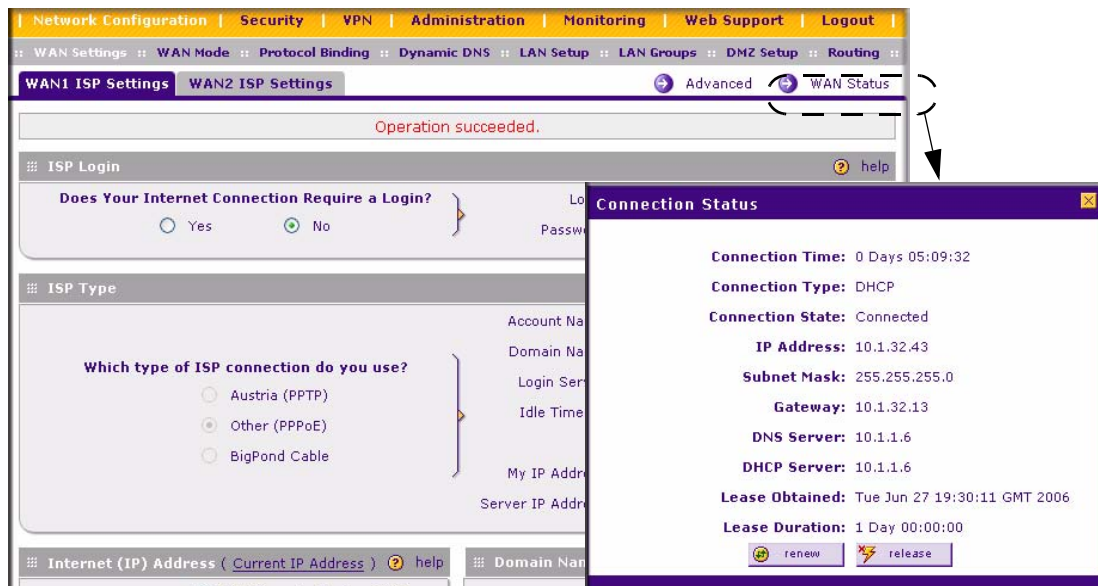 | Network Configuration | Security | VPN | Administration | Monitoring | Web Support | Logout |
:: WAN Settings :: WAN Mode :: Protocol Binding :: Dynamic DNS :: LAN Setup :: LAN Groups :: DMZ Setup :: Routing ::
WAN1 ISP Settings WAN2 ISP Settings Advanced WAN Status
Operation succeeded.
ISP Login ? help
Does Your Internet Connection Require a Login?
Yes No
Lo
Passw
ISP Type
Which type of ISP connection do you use?
Austria (PPTP)
Other (PPPoE)
BigPond Cable
Account Na
Domain Na
Login Ser
Idle Time
My IP Addr
Server IP Addr
Internet (IP) Address ( Current IP Address ) ? help
Domain Nam
Connection Status
Connection Time: 0 Days 05:09:32
Connection Type: DHCP
Connection State: Connected
IP Address: 10.1.32.43
Subnet Mask: 255.255.255.0
Gateway: 10.1.32.13
DNS Server: 10.1.1.6
DHCP Server: 10.1.1.6
Lease Obtained: Tue Jun 27 19:30:11 GMT 2006
Lease Duration: 1 Day 00:00:00
renew release